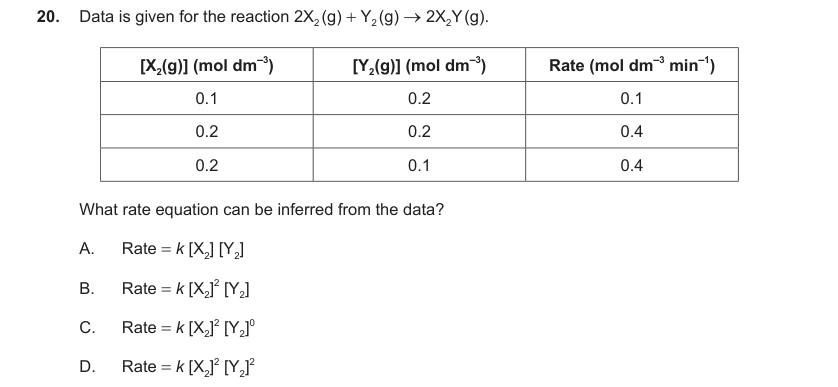 20. Data is given for the reaction 2X₂(g) + Y₂(g) → 2X₂Y(g).
[X₂(g)] (mol dm⁻³) [Y₂(g)] (mol dm⁻³) Rate (mol dm⁻³ min⁻¹)
0.1 0.2 0.1
0.2 0.2 0.4
0.2 0.1 0.4
What rate equation can be inferred from the data?
A. Rate = k [X₂] [Y₂]
B. Rate = k [X₂]² [Y₂]
C. Rate = k [X₂]² [Y₂]⁰
D. Rate = k [X₂]² [Y₂]²